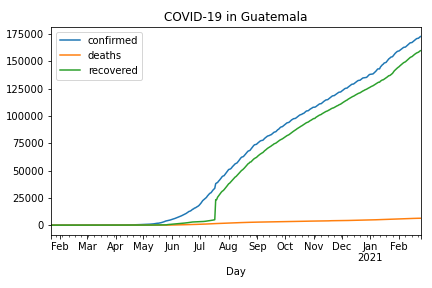 COVID-19 in Guatemala
confirmed
deaths
recovered
175000
150000
125000
100000
75000
50000
25000
0
Feb Mar Apr May Jun Jul Aug Sep Oct Nov Dec Jan Feb
2021
Day